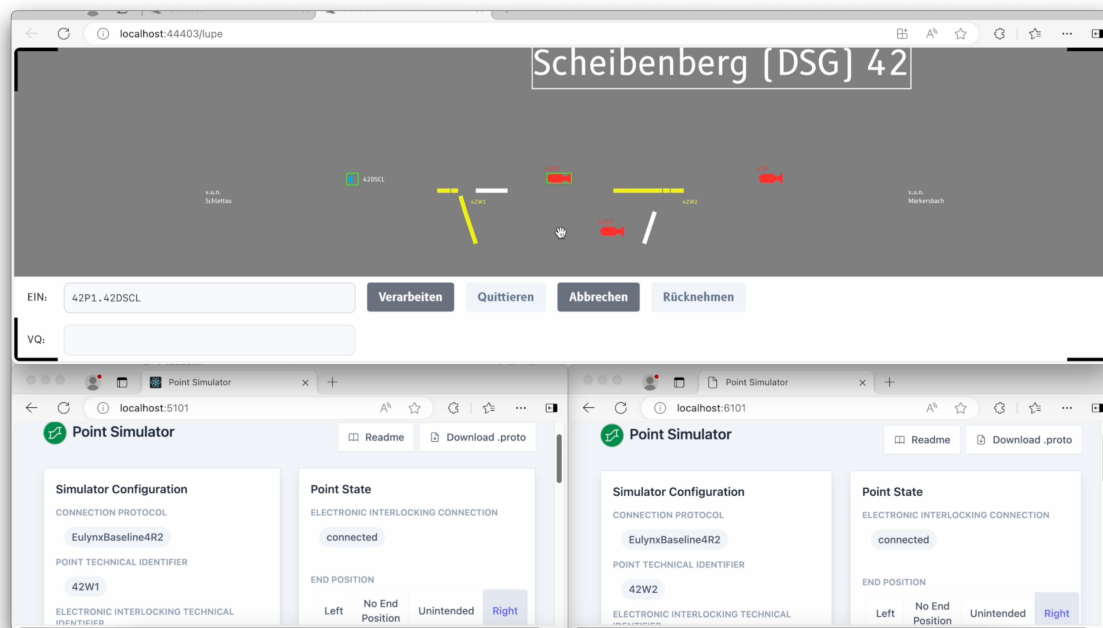 localhost:44403/lupe
Scheibenberg (DSG) 42
42DSCL
v.u.n.
Schlettau
42W1
42W2
v.u.n.
Markersbach
EIN:
42P1.42DSCL
Verarbeiten
Quittieren
Abbrechen
Rücknehmen
VQ:
Point Simulator
localhost:5101
Point Simulator
Readme
Download .proto
Simulator Configuration
CONNECTION PROTOCOL
EulynxBaseline4R2
POINT TECHNICAL IDENTIFIER
42W1
ELECTRONIC INTERLOCKING TECHNICAL
IDENTIFIER
Point State
ELECTRONIC INTERLOCKING CONNECTION
connected
END POSITION
Left
No End
Position
Unintended
Right
Point Simulator
localhost:6101
Point Simulator
Readme
Download .proto
Simulator Configuration
CONNECTION PROTOCOL
EulynxBaseline4R2
POINT TECHNICAL IDENTIFIER
42W2
ELECTRONIC INTERLOCKING TECHNICAL
Point State
ELECTRONIC INTERLOCKING CONNECTION
connected
END POSITION
Left
No End
Position
Unintended
Right